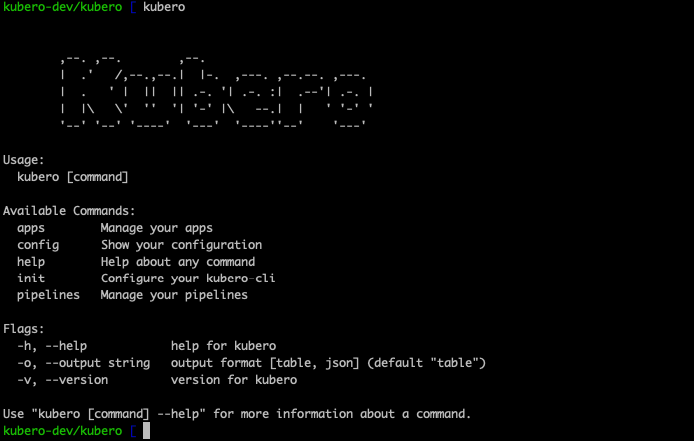 kubero-dev/kubero [ kubero
,--. ,--.        ,--.
|  .'   /,--.,--.|  |-.  ,---. ,--.--. ,---.
|  .   ' |  ||  || .-. '| .-. :|  .--'| .-. |
|  |\   \'  ''  '| '-' |\   --.|  |   ' '-' '
'--' '--' '----'  '---'  '----''--'    '---'
Usage:
  kubero [command]
Available Commands:
  apps        Manage your apps
  config      Show your configuration
  help        Help about any command
  init        Configure your kubero-cli
  pipelines   Manage your pipelines
Flags:
  -h, --help            help for kubero
  -o, --output string   output format [table, json] (default "table")
  -v, --version         version for kubero
Use "kubero [command] --help" for more information about a command.
kubero-dev/kubero [